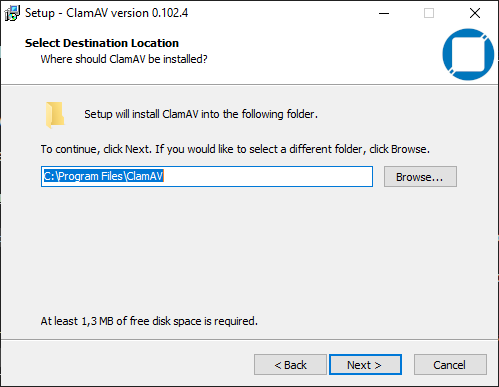 Setup - ClamAV version 0.102.4
Select Destination Location
Where should ClamAV be installed?
Setup will install ClamAV into the following folder.
To continue, click Next. If you would like to select a different folder, click Browse.
C:\Program Files\ClamAV
Browse...
At least 1,3 MB of free disk space is required.
< Back
Next >
Cancel